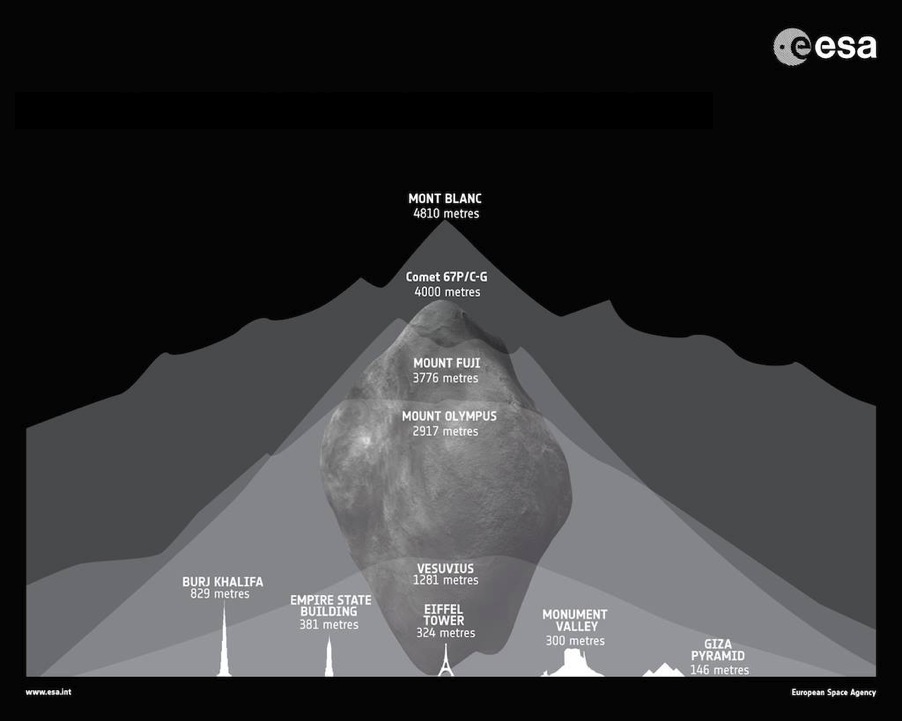 esa
MONT BLANC
4810 metres
Comet 67P/C-G
4000 metres
MOUNT FUJI
3776 metres
MOUNT OLYMPUS
2917 metres
VESUVIUS
1281 metres
BURJ KHALIFA
829 metres
EMPIRE STATE
BUILDING
381 metres
EIFFEL
TOWER
324 metres
MONUMENT
VALLEY
300 metres
GIZA
PYRAMID
146 metres
www.esa.int
European Space Agency